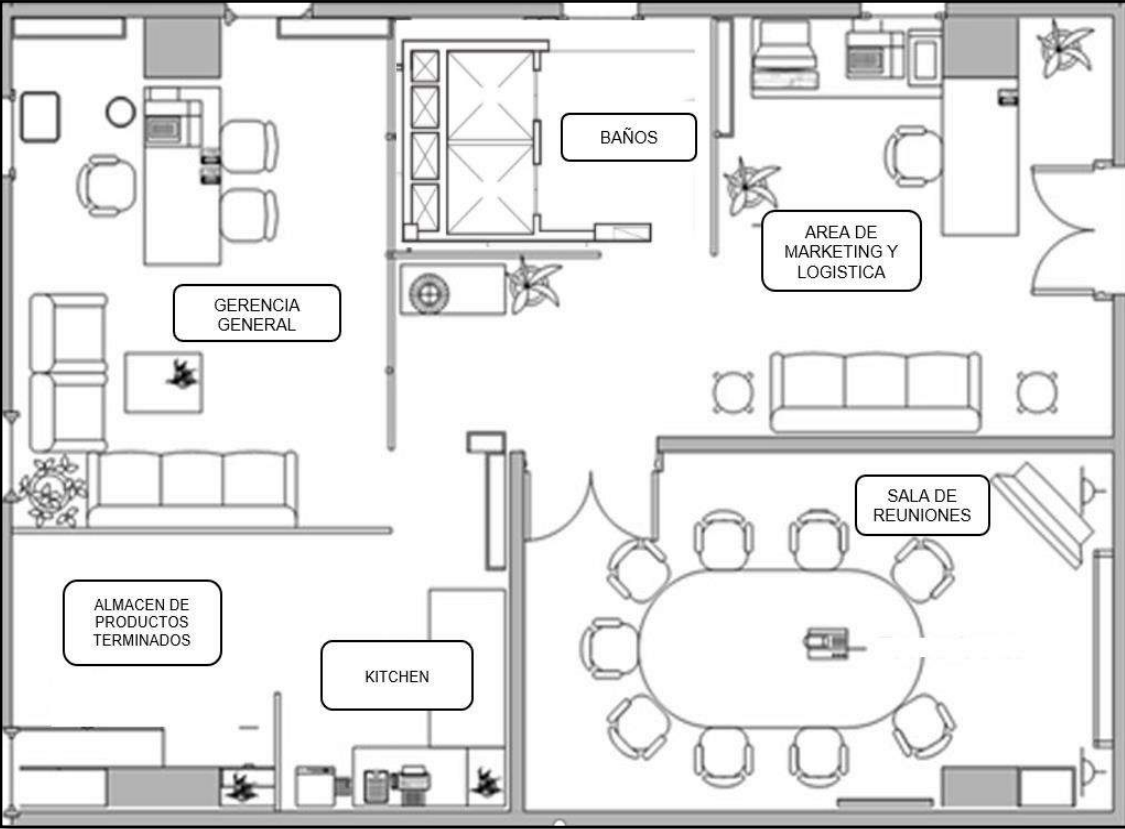 BAÑOS
AREA DE
MARKETING Y
LOGISTICA
GERENCIA
GENERAL
SALA DE
REUNIONES
ALMACEN DE
PRODUCTOS
TERMINADOS
KITCHEN